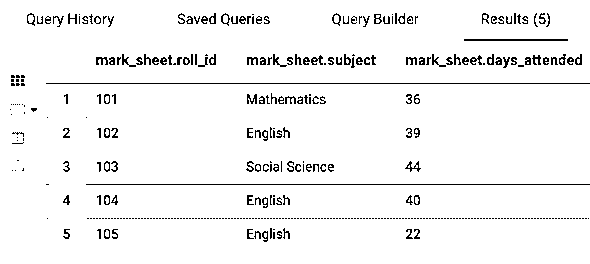 Query History Saved Queries Query Builder Results (5)
mark_sheet.roll_id mark_sheet.subject mark_sheet.days_attended
1 101 Mathematics 36
2 102 English 39
3 103 Social Science 44
4 104 English 40
5 105 English 22